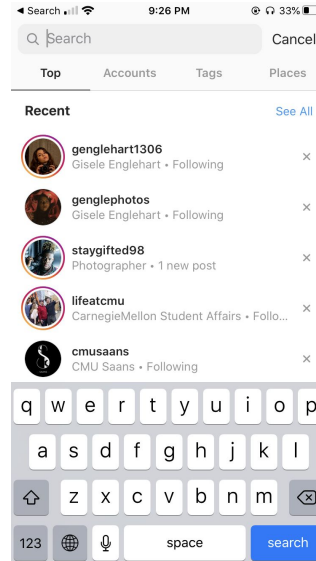 ◀ Search
9:26 PM
33%
Search
Cancel
Top Accounts Tags Places
Recent
See All
genglehart1306
Gisele Englehart • Following
genglephotos
Gisele Englehart • Following
staygifted98
Photographer • 1 new post
lifeatcmu
CarnegieMellon Student Affairs • Follo...
cmusaans
CMU Saans • Following
q w e r t y u i o p
a s d f g h j k l
z x c v b n m
123 space search